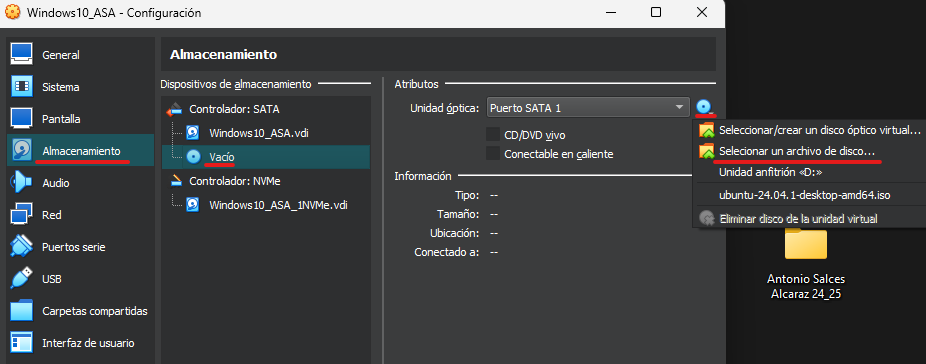 Windows10_ASA - Configuración
General
Sistema
Pantalla
Almacenamiento
Audio
Red
Puertos serie
USB
Carpetas compartidas
Interfaz de usuario
Almacenamiento
Dispositivos de almacenamiento
Controlador: SATA
Windows10_ASA.vdi
Vacío
Controlador: NVMe
Windows10_ASA_1NVMe.vdi
Atributos
Unidad óptica: Puerto SATA 1
CD/DVD vivo
Conectable en caliente
Información
Tipo: --
Tamaño: --
Ubicación: --
Conectado a: --
Seleccionar/crear un disco óptico virtual...
Selecionar un archivo de disco...
Unidad anfitrión «D:»
ubuntu-24.04.1-desktop-amd64.iso
Eliminar disco de la unidad virtual
Antonio Salces
Alcaraz 24_25